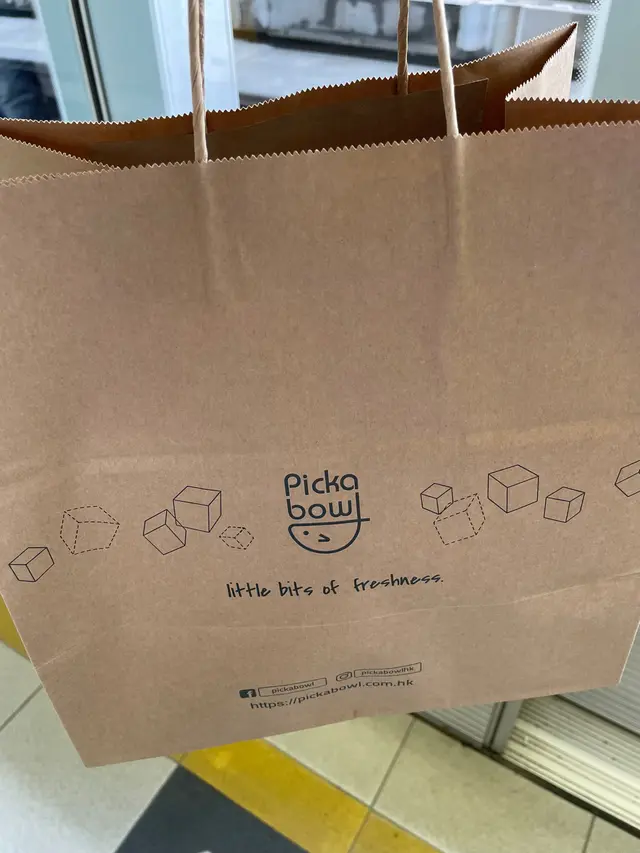 Picka
bowl
little bits of freshness.
pickabowl
pickabowlhk
https://pickabowl.com.hk